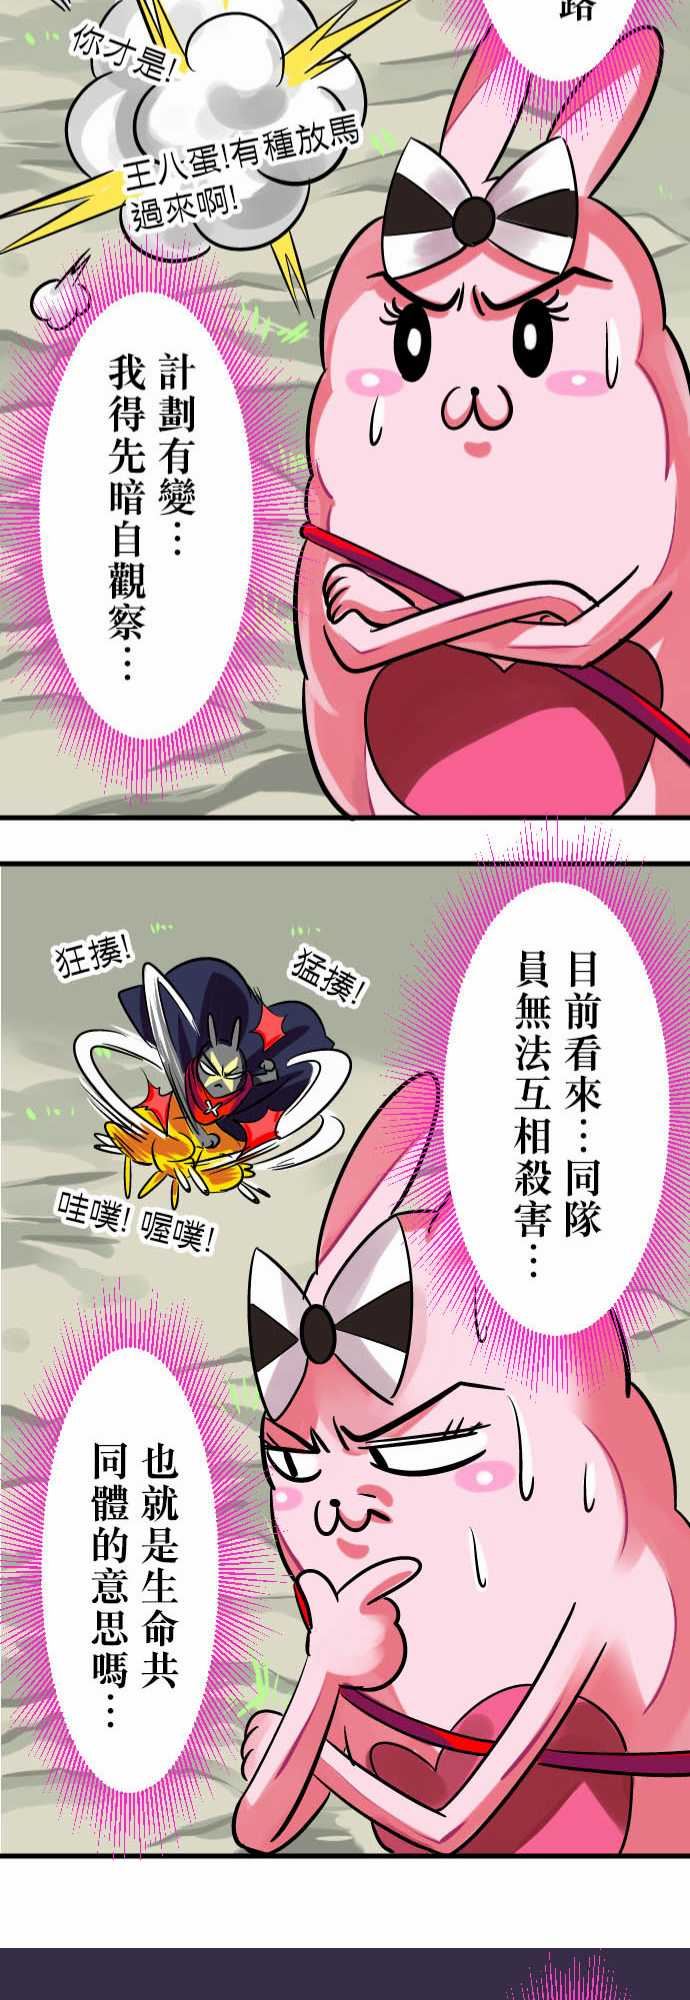 路
你才是!
王八蛋!有種放馬
過來啊!
計劃有變…
我得先暗自觀察…
狂揍!
猛揍!
目前看來…同隊
員無法互相殺害…
哇噗!喔噗!
也就是生命共
同體的意思嗎…